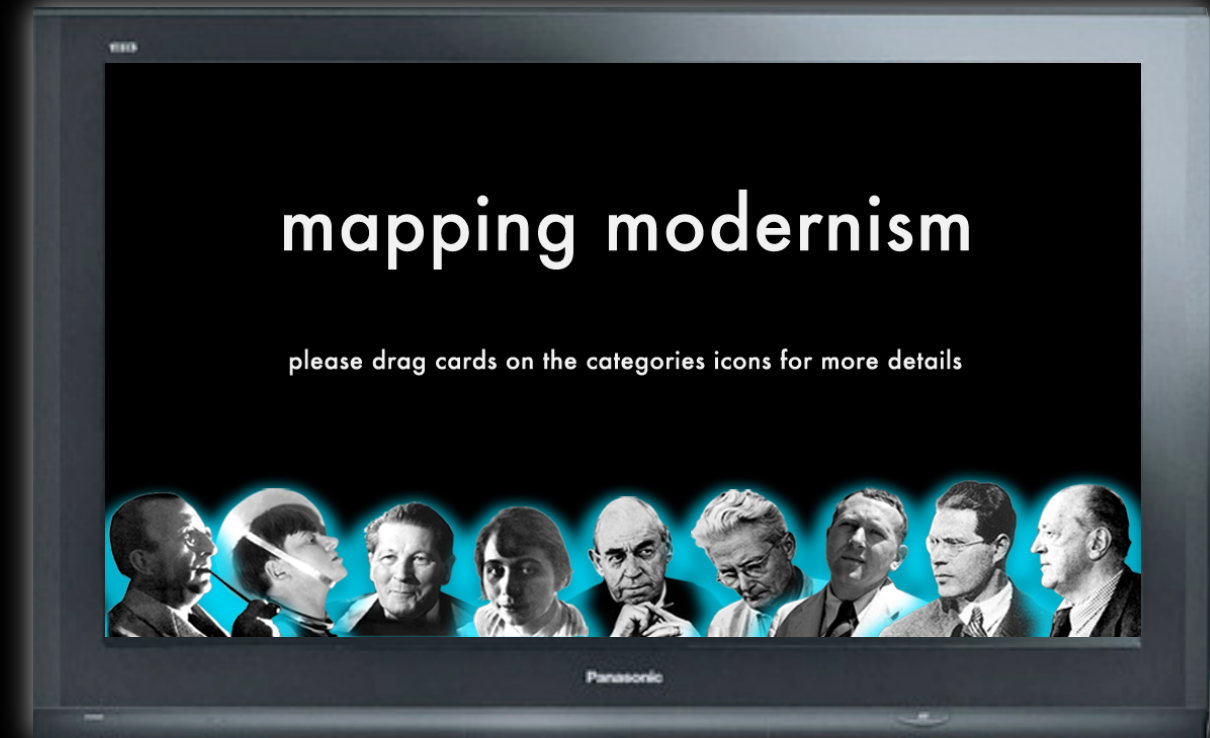 mapping modernism
please drag cards on the categories icons for more details
Panasonic